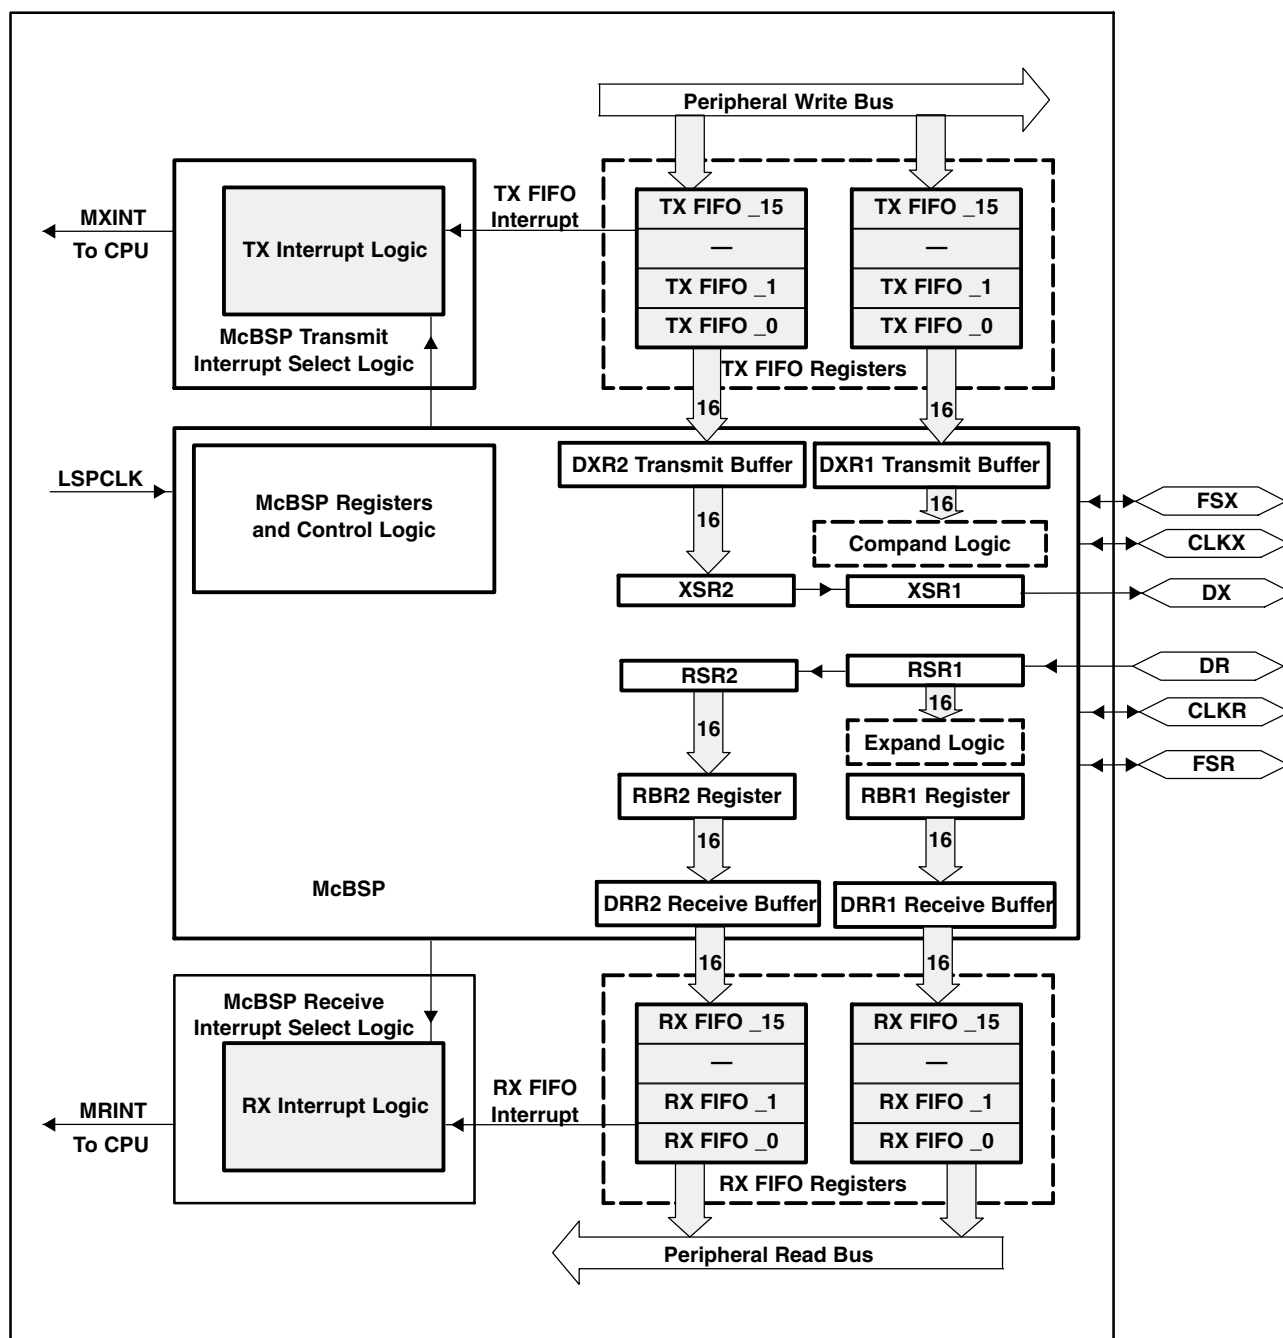 Peripheral Write Bus
TX FIFO
Interrupt
MXINT
To CPU
TX Interrupt Logic
McBSP Transmit
Interrupt Select Logic
TX FIFO _15
—
TX FIFO _1
TX FIFO _0
TX FIFO _15
—
TX FIFO _1
TX FIFO _0
TX FIFO Registers
16
16
LSPCLK
McBSP Registers
and Control Logic
DXR2 Transmit Buffer
DXR1 Transmit Buffer
16
16
Compand Logic
XSR2
XSR1
FSX
CLKX
DX
DR
CLKR
FSR
RSR2
RSR1
16
16
Expand Logic
RBR2 Register
RBR1 Register
16
16
McBSP
DRR2 Receive Buffer
DRR1 Receive Buffer
16
16
McBSP Receive
Interrupt Select Logic
RX Interrupt Logic
MRINT
To CPU
RX FIFO
Interrupt
RX FIFO _15
—
RX FIFO _1
RX FIFO _0
RX FIFO _15
—
RX FIFO _1
RX FIFO _0
RX FIFO Registers
Peripheral Read Bus